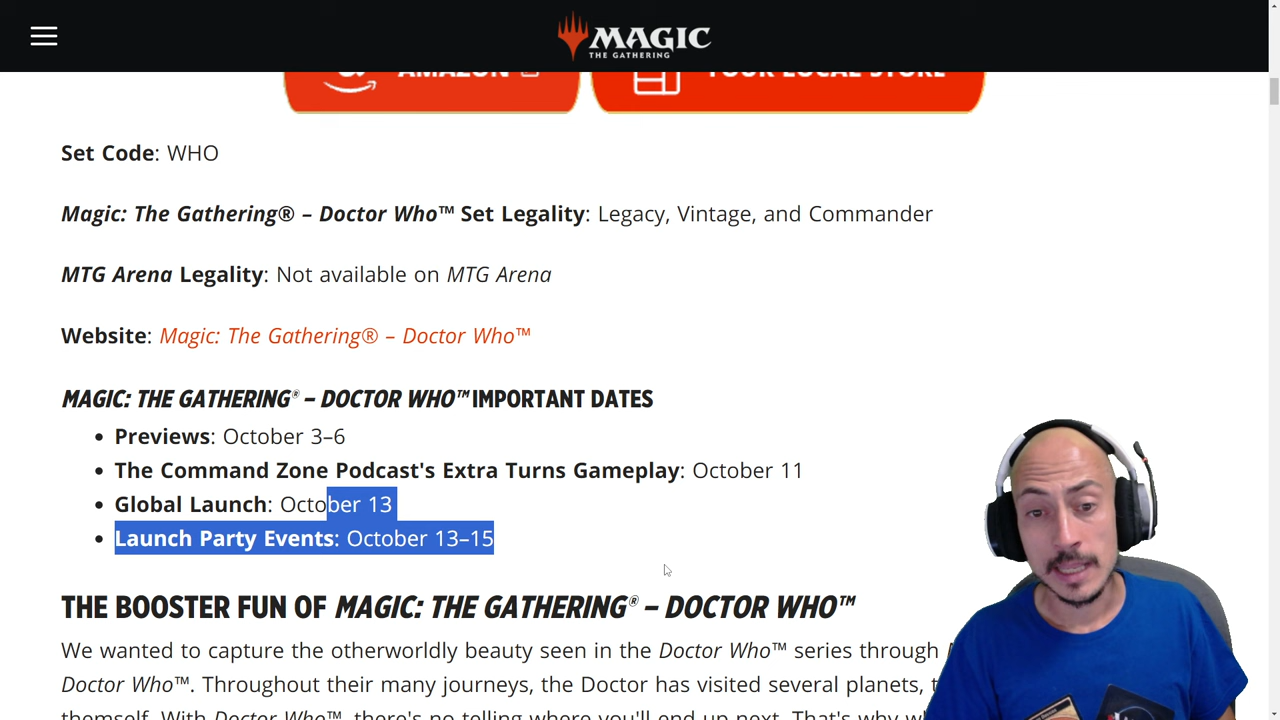 MAGIC
THE GATHERING
AMAZON
YOUR LOCAL STORE
Set Code: WHO
Magic: The Gathering® – Doctor Who™ Set Legality: Legacy, Vintage, and Commander
MTG Arena Legality: Not available on MTG Arena
Website: Magic: The Gathering® – Doctor Who™
MAGIC: THE GATHERING® – DOCTOR WHO™ IMPORTANT DATES
• Previews: October 3–6
• The Command Zone Podcast's Extra Turns Gameplay: October 11
• Global Launch: October 13
• Launch Party Events: October 13–15
THE BOOSTER FUN OF MAGIC: THE GATHERING® – DOCTOR WHO™
We wanted to capture the otherworldly beauty seen in the Doctor Who™ series through
Doctor Who™. Throughout their many journeys, the Doctor has visited several planets,
themself. With Doctor Who™, there's no telling where you'll end up next. That's why